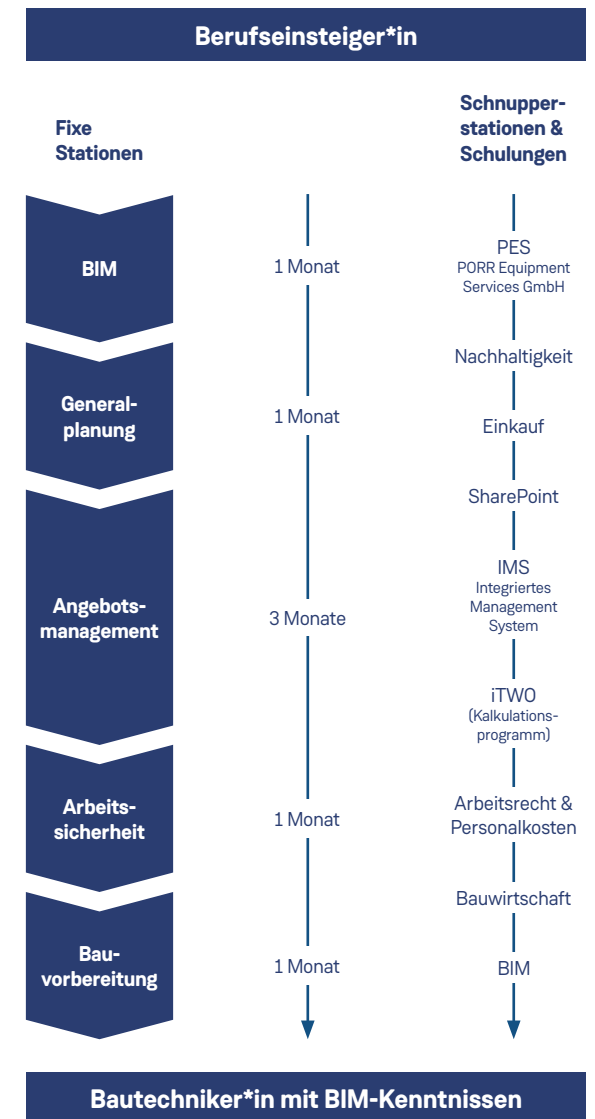 Berufseinsteiger*in
Fixe
Stationen
Schnupper-
stationen &
Schulungen
BIM
1 Monat
PES
PORR Equipment
Services GmbH
Nachhaltigkeit
General-
planung
1 Monat
Einkauf
SharePoint
Angebots-
management
3 Monate
IMS
Integriertes
Management
System
iTWO
(Kalkulations-
programm)
Arbeits-
sicherheit
1 Monat
Arbeitsrecht &
Personalkosten
Bauwirtschaft
Bau-
vorbereitung
1 Monat
BIM
Bautechniker*in mit BIM-Kenntnissen